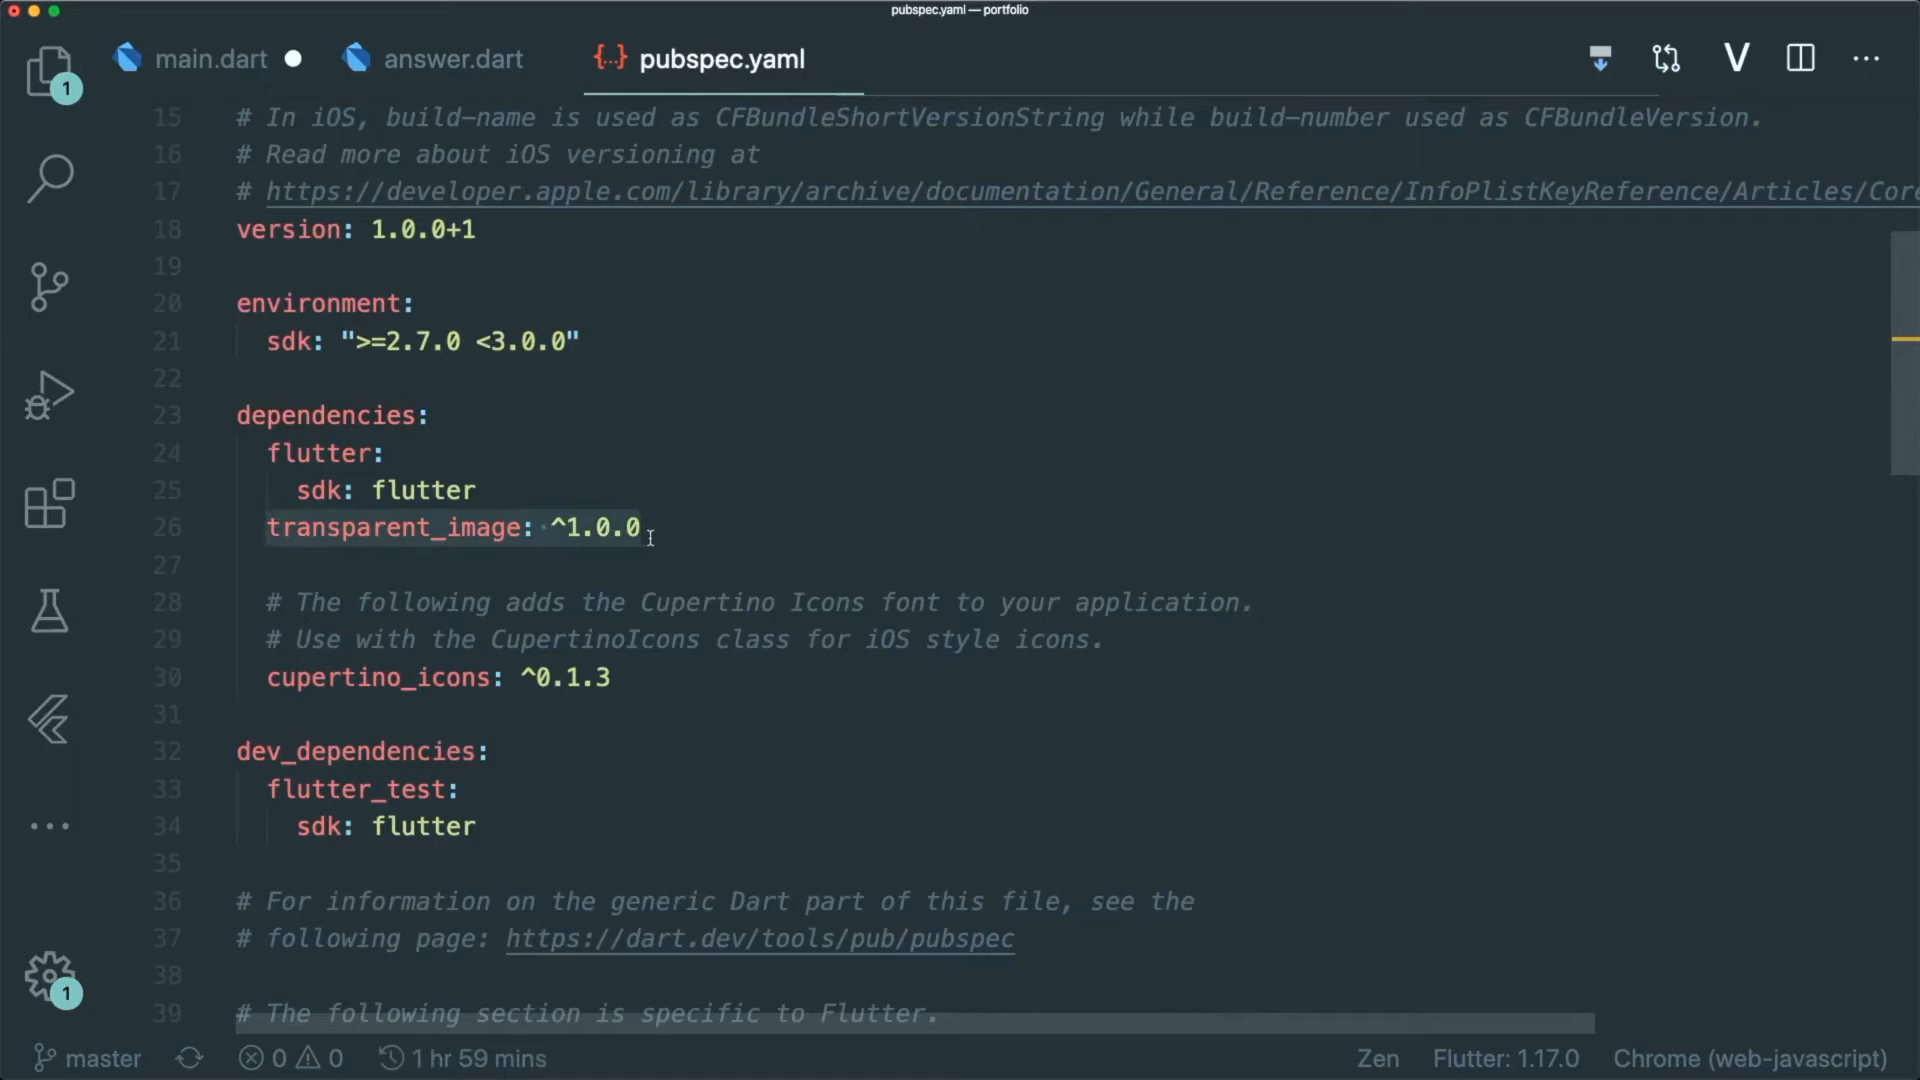 pubspec.yaml — portfolio
main.dart answer.dart {..} pubspec.yaml V ...
1
15 # In iOS, build-name is used as CFBundleShortVersionString while build-number used as CFBundleVersion.
16 # Read more about iOS versioning at
17 # https://developer.apple.com/library/archive/documentation/General/Reference/InfoPlistKeyReference/Articles/Core
18 version: 1.0.0+1
19
20 environment:
21 sdk: ">=2.7.0 <3.0.0"
22
23 dependencies:
24 flutter:
25 sdk: flutter
26 transparent_image: ^1.0.0
27
28 # The following adds the Cupertino Icons font to your application.
29 # Use with the CupertinoIcons class for iOS style icons.
30 cupertino_icons: ^0.1.3
31
32 dev_dependencies:
33 flutter_test:
34 sdk: flutter
35
36 # For information on the generic Dart part of this file, see the
37 # following page: https://dart.dev/tools/pub/pubspec
38
1
39 # The following section is specific to Flutter.
master 0 0 1 hr 59 mins Zen Flutter: 1.17.0 Chrome (web-javascript)